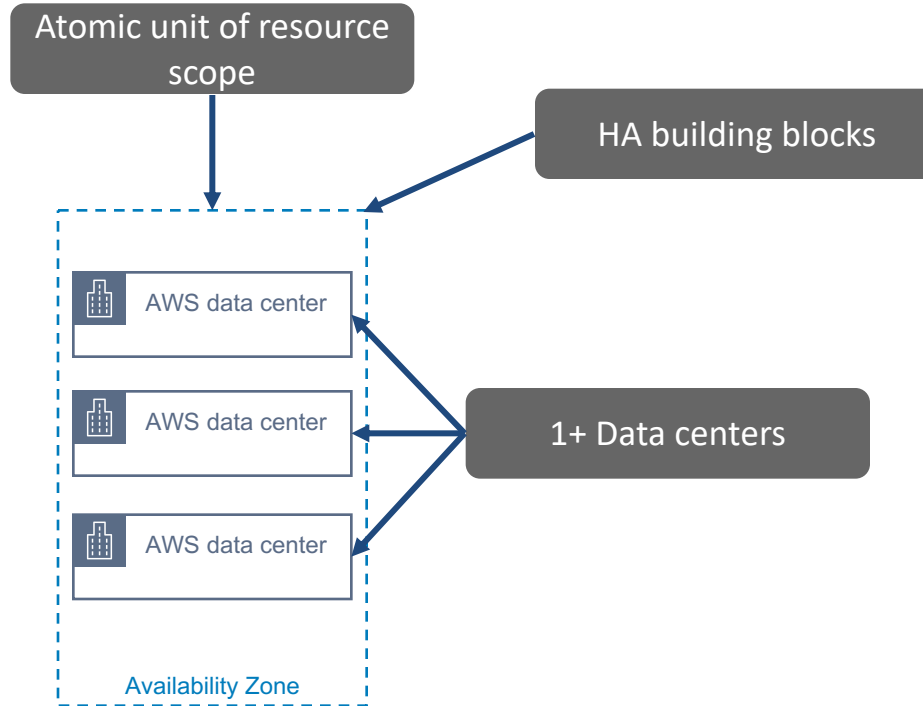 Atomic unit of resource
scope
HA building blocks
AWS data center
AWS data center
1+ Data centers
AWS data center
Availability Zone